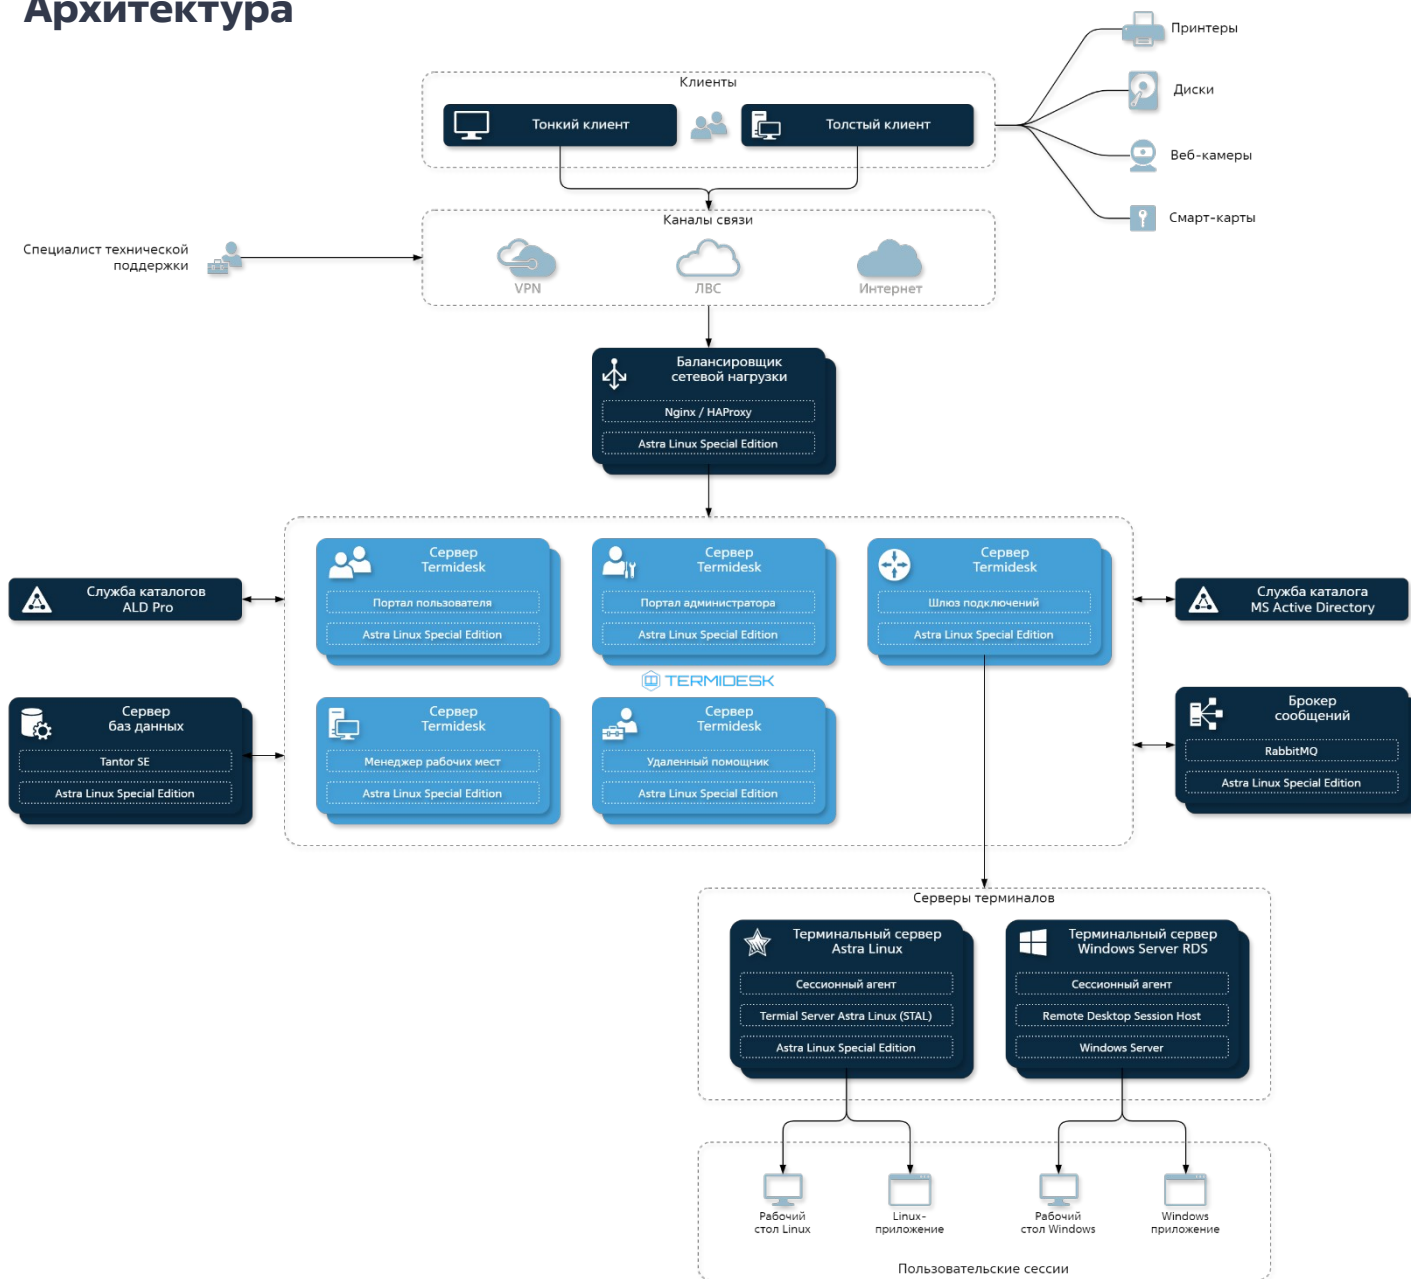 Архитектура
Принтеры
Диски
Веб-камеры
Смарт-карты
Клиенты
Тонкий клиент
Толстый клиент
Каналы связи
VPN
ЛВС
Интернет
Специалист технической
поддержки
Балансировщик
сетевой нагрузки
Nginx / HAProxy
Astra Linux Special Edition
Служба каталогов
ALD Pro
Сервер
Termidesk
Портал пользователя
Astra Linux Special Edition
Сервер
Termidesk
Портал администратора
Astra Linux Special Edition
Сервер
Termidesk
Шлюз подключений
Astra Linux Special Edition
Служба каталога
MS Active Directory
TERMIDESK
Сервер
баз данных
Tantor SE
Astra Linux Special Edition
Сервер
Termidesk
Менеджер рабочих мест
Astra Linux Special Edition
Сервер
Termidesk
Удаленный помощник
Astra Linux Special Edition
Брокер
сообщений
RabbitMQ
Astra Linux Special Edition
Серверы терминалов
Терминальный сервер
Astra Linux
Сессионный агент
Termial Server Astra Linux (STAL)
Astra Linux Special Edition
Терминальный сервер
Windows Server RDS
Сессионный агент
Remote Desktop Session Host
Windows Server
Рабочий
стол Linux
Linux-
приложение
Рабочий
стол Windows
Windows
приложение
Пользовательские сессии